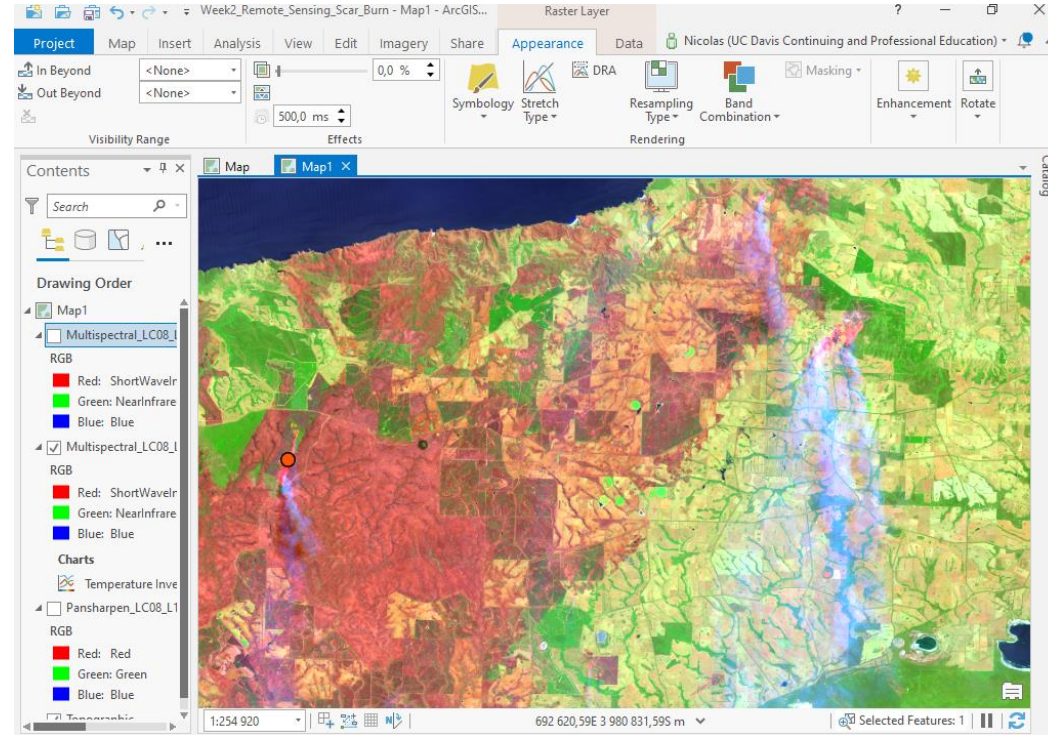 Week2_Remote_Sensing_Scar_Burn - Map1 - ArcGIS...
Raster Layer
?
Project Map Insert Analysis View Edit Imagery Share Appearance Data Nicolas (UC Davis Continuing and Professional Education)
In Beyond <None> 0,0 %
Out Beyond <None>
500,0 ms
Symbology
Stretch Type
DRA
Resampling Type
Band Combination
Masking
Enhancement
Rotate
Visibility Range Effects Rendering
Contents
Map Map1
Catalog
Search
Drawing Order
Map1
Multispectral_LC08_L
RGB
Red: ShortWaveIr
Green: NearInfrare
Blue: Blue
Multispectral_LC08_L
RGB
Red: ShortWaveIr
Green: NearInfrare
Blue: Blue
Charts
Temperature Inve
Pansharpen_LC08_L1
RGB
Red: Red
Green: Green
Blue: Blue
Topographic
1:254 920 692 620,59E 3 980 831,59S m Selected Features: 1